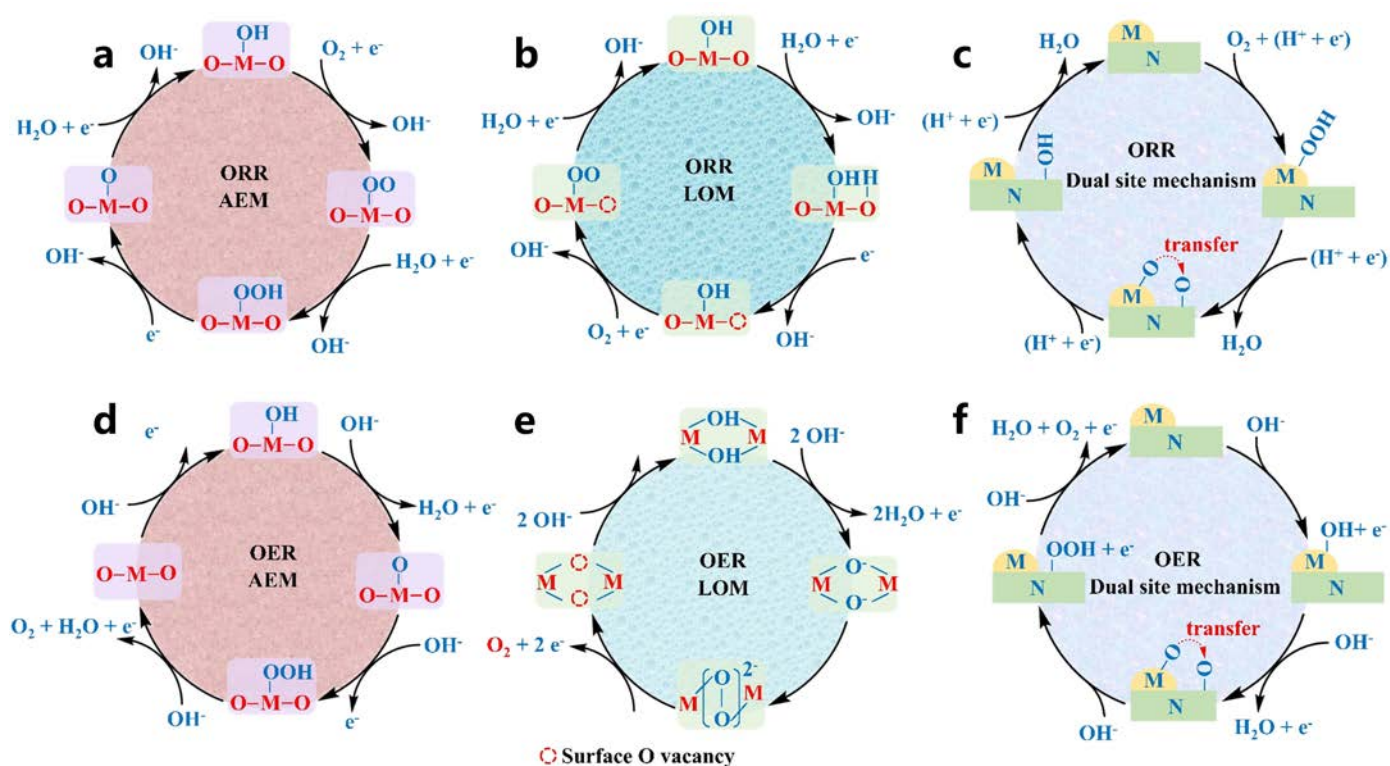 a
OH
O–M–O
OH⁻
O₂ + e⁻
H₂O + e⁻
OH⁻
O
O–M–O
ORR
AEM
OO
O–M–O
OH⁻
H₂O + e⁻
OOH
O–M–O
e⁻
OH⁻
b
OH
O–M–O
OH⁻
H₂O + e⁻
H₂O + e⁻
OH⁻
OO
O–M–
ORR
LOM
OHH
O–M–O
OH⁻
e⁻
OH
O–M–
O₂ + e⁻
OH⁻
c
M
N
H₂O
O₂ + (H⁺ + e⁻)
(H⁺ + e⁻)
OH
M
N
ORR
Dual site mechanism
OOH
M
N
transfer
O
O
M
N
(H⁺ + e⁻)
(H⁺ + e⁻)
H₂O
d
OH
O–M–O
e⁻
OH⁻
OH⁻
H₂O + e⁻
O–M–O
OER
AEM
O
O–M–O
O₂ + H₂O + e⁻
OH⁻
OOH
O–M–O
OH⁻
e⁻
e
OH
M M
OH
2 OH⁻
2 OH⁻
2H₂O + e⁻
M M
OER
LOM
O⁻
M M
O⁻
O₂ + 2 e⁻
2-
M(O O)M
Surface O vacancy
f
M
N
H₂O + O₂ + e⁻
OH⁻
OH⁻
OOH + e⁻
M
N
OER
Dual site mechanism
OH+ e⁻
M
N
transfer
O
O
M
N
OH⁻
OH⁻
H₂O + e⁻